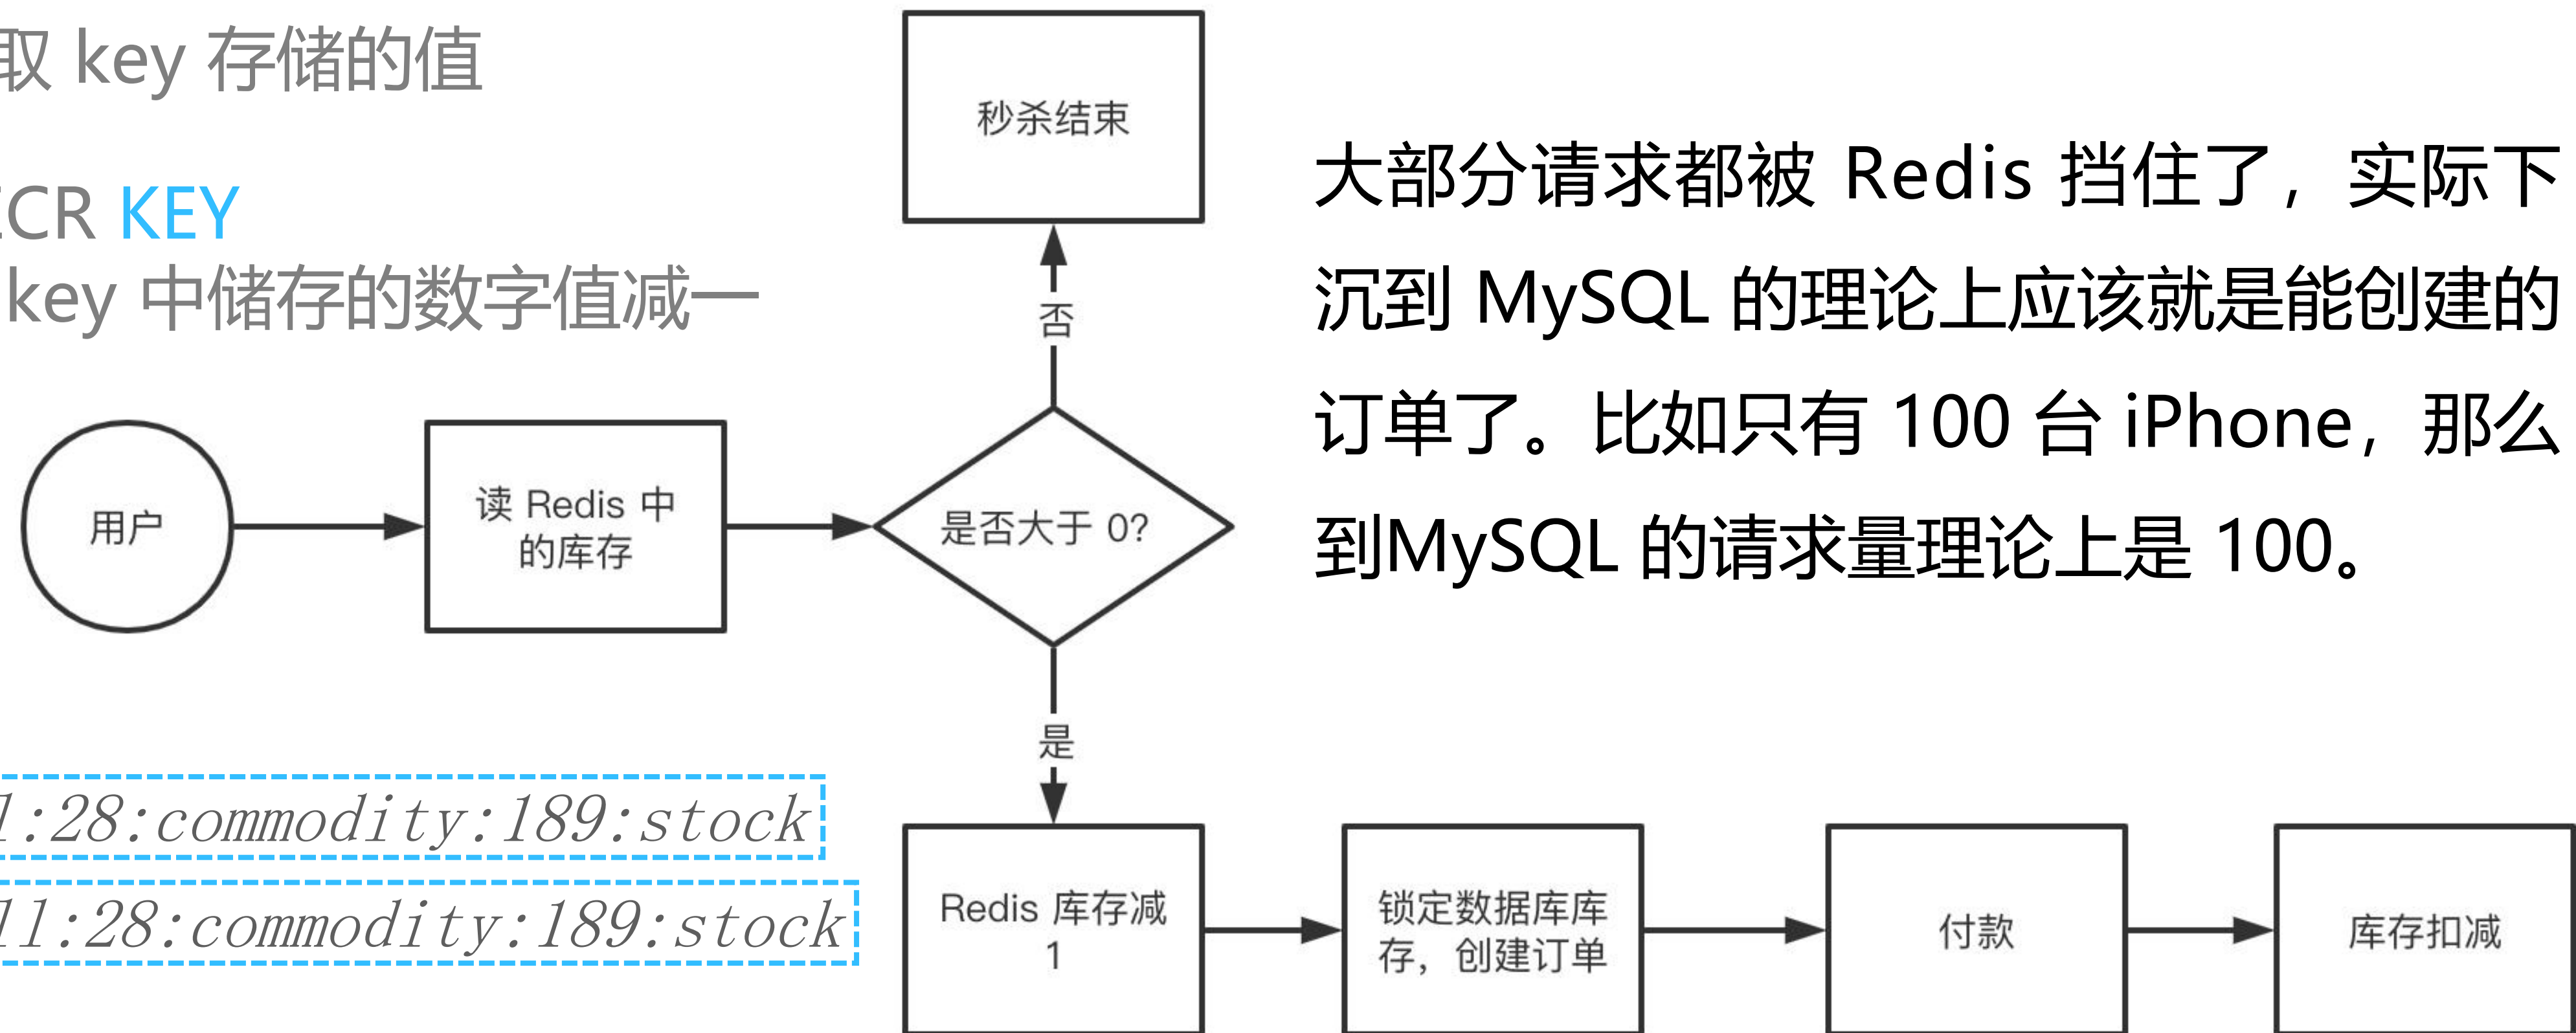 取 key 存储的值
ECR KEY
key 中储存的数字值减一
秒杀结束
大部分请求都被 Redis 挡住了，实际下
沉到 MySQL 的理论上应该就是能创建的
订单了。比如只有 100 台 iPhone，那么
到MySQL 的请求量理论上是 100。
否
用户
读 Redis 中
的库存
是否大于 0?
是
1:28:commodity:189:stock
11:28:commodity:189:stock
Redis 库存减
1
锁定数据库库
存，创建订单
付款
库存扣减